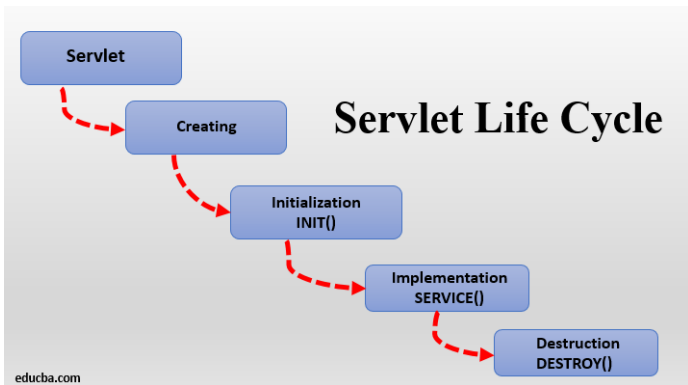 Servlet
Servlet Life Cycle
Creating
Initialization
INIT()
Implementation
SERVICE()
Destruction
DESTROY()
educba.com